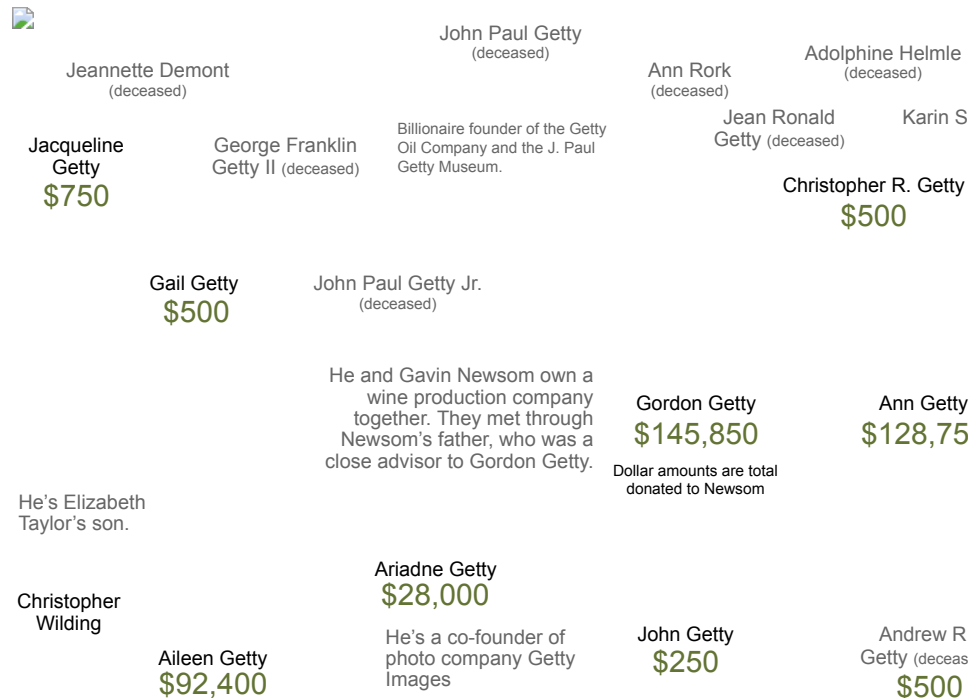 John Paul Getty
(deceased)
Jeannette Demont
(deceased)
Ann Rork
(deceased)
Adolphine Helmle
(deceased)
Jacqueline
Getty
$750
George Franklin
Getty II (deceased)
Billionaire founder of the Getty
Oil Company and the J. Paul
Getty Museum.
Jean Ronald
Getty (deceased)
Karin S
Christopher R. Getty
$500
Gail Getty
$500
John Paul Getty Jr.
(deceased)
He and Gavin Newsom own a
wine production company
together. They met through
Newsom's father, who was a
close advisor to Gordon Getty.
Gordon Getty
$145,850
Dollar amounts are total
donated to Newsom
Ann Getty
$128,75
He's Elizabeth
Taylor's son.
Christopher
Wilding
Aileen Getty
$92,400
Ariadne Getty
$28,000
He's a co-founder of
photo company Getty
Images
John Getty
$250
Andrew R
Getty (deceas
$500